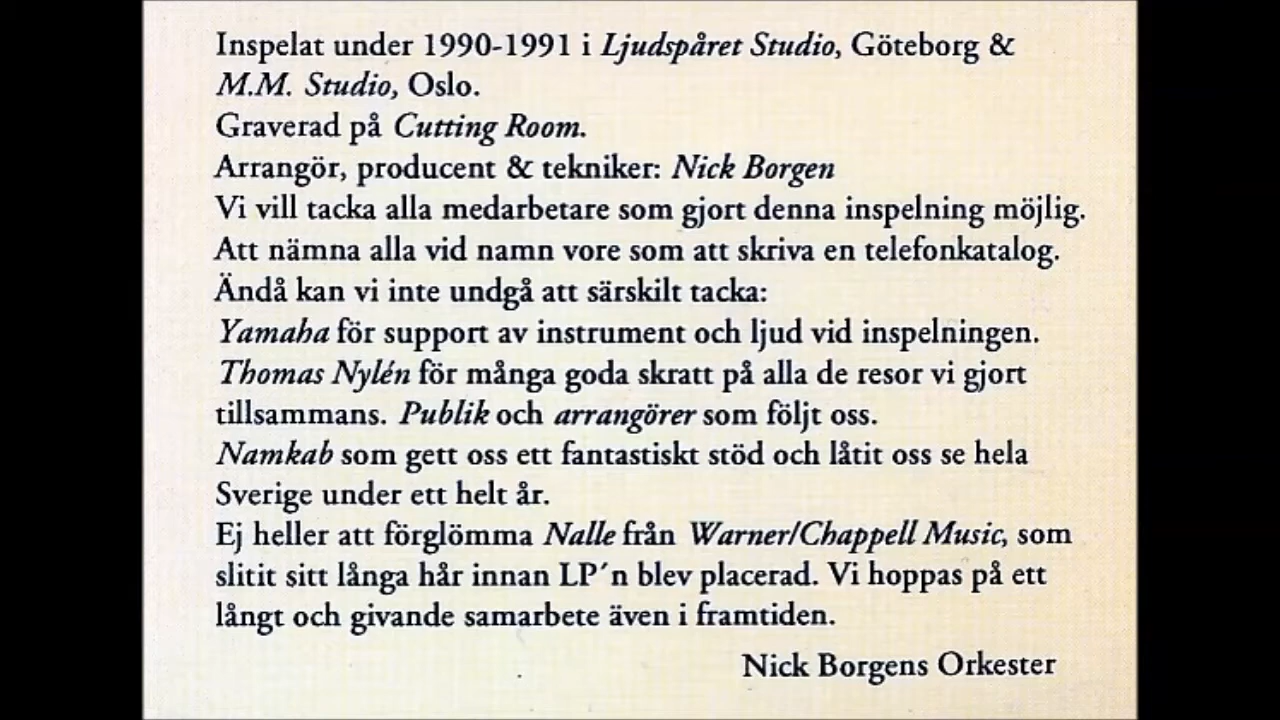 Inspelat under 1990-1991 i Ljudspåret Studio, Göteborg &
M.M. Studio, Oslo.
Graverad på Cutting Room.
Arrangör, producent & tekniker: Nick Borgen
Vi vill tacka alla medarbetare som gjort denna inspelning möjlig.
Att nämna alla vid namn vore som att skriva en telefonkatalog.
Ändå kan vi inte undgå att särskilt tacka:
Yamaha för support av instrument och ljud vid inspelningen.
Thomas Nylén för många goda skratt på alla de resor vi gjort
tillsammans. Publik och arrangörer som följt oss.
Namkab som gett oss ett fantastiskt stöd och låtit oss se hela
Sverige under ett helt år.
Ej heller att förglömma Nalle från Warner/Chappell Music, som
slitit sitt långa hår innan LP´n blev placerad. Vi hoppas på ett
långt och givande samarbete även i framtiden.
Nick Borgens Orkester